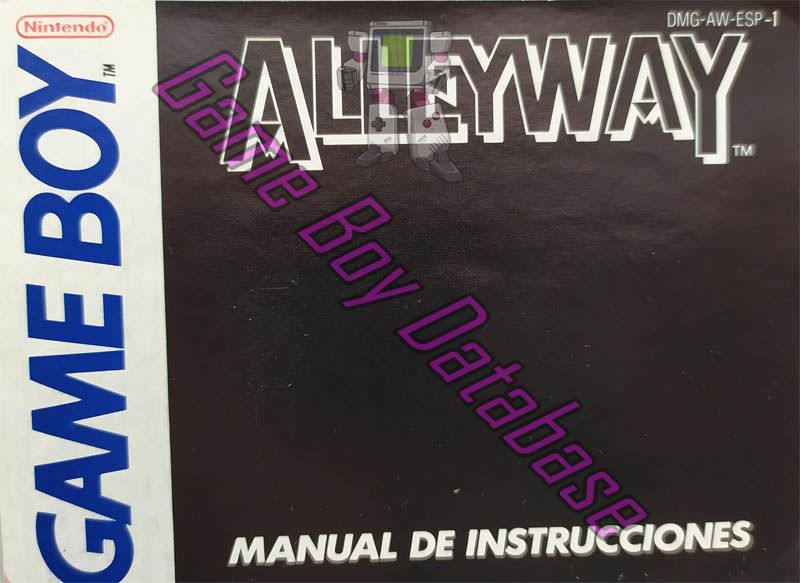 Nintendo
GAME BOY
TM
DMG-AW-ESP-1
ALLEYWAY
TM
Game Boy Database
MANUAL DE INSTRUCCIONES